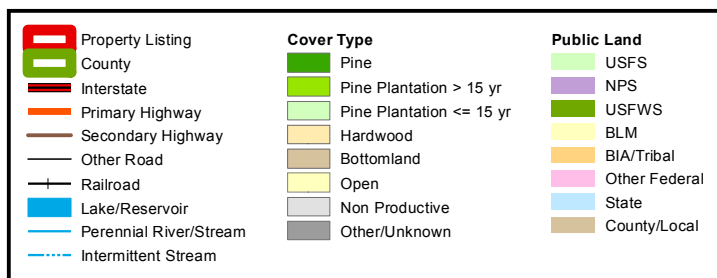 Property Listing
County
Interstate
Primary Highway
Secondary Highway
Other Road
Railroad
Lake/Reservoir
Perennial River/Stream
Intermittent Stream
Cover Type
Pine
Pine Plantation > 15 yr
Pine Plantation <= 15 yr
Hardwood
Bottomland
Open
Non Productive
Other/Unknown
Public Land
USFS
NPS
USFWS
BLM
BIA/Tribal
Other Federal
State
County/Local